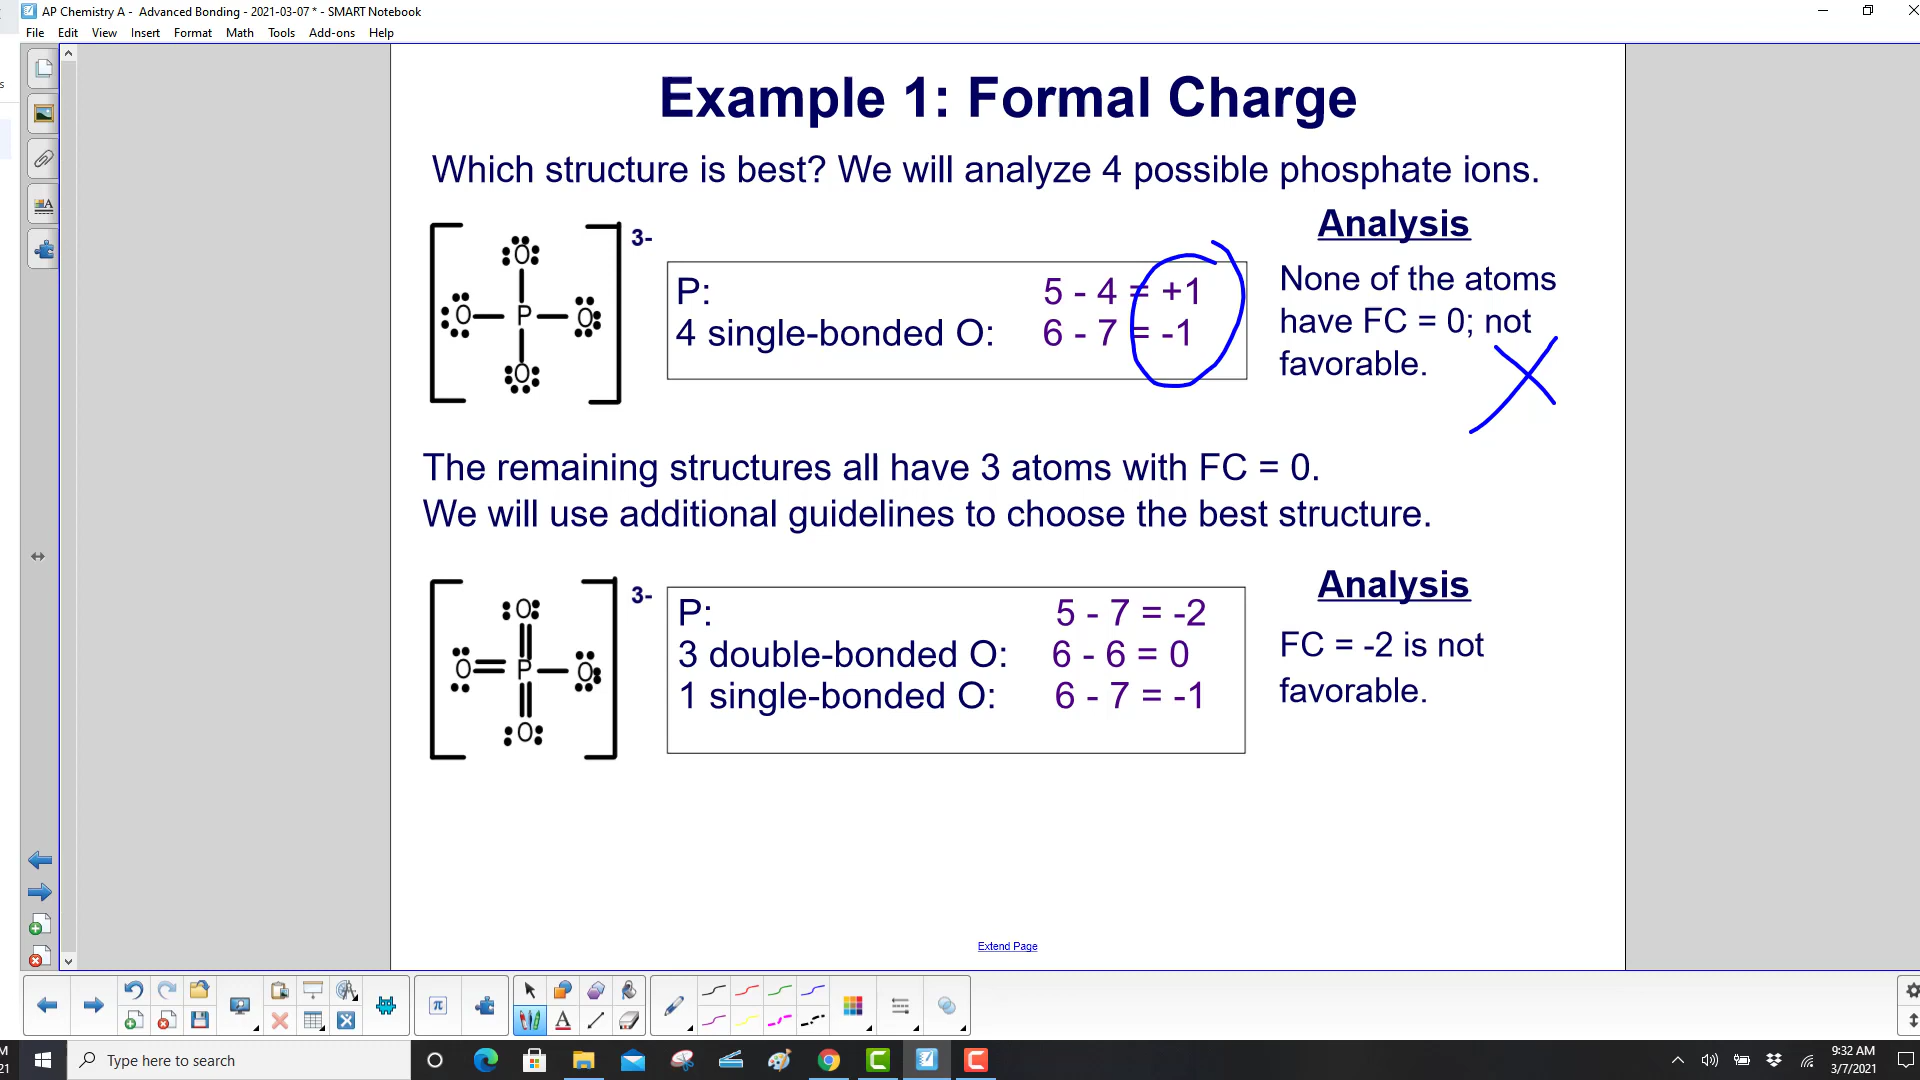 AP Chemistry A -  Advanced Bonding - 2021-03-07 * - SMART Notebook
File Edit View Insert Format Math Tools Add-ons Help
Example 1: Formal Charge
Which structure is best? We will analyze 4 possible phosphate ions.
3-
O
O P O
O
P: 5 - 4 = +1
4 single-bonded O: 6 - 7 = -1
Analysis
None of the atoms
have FC = 0; not
favorable.
The remaining structures all have 3 atoms with FC = 0.
We will use additional guidelines to choose the best structure.
3-
O
O P O
O
P: 5 - 7 = -2
3 double-bonded O: 6 - 6 = 0
1 single-bonded O: 6 - 7 = -1
Analysis
FC = -2 is not
favorable.
Extend Page
π
A
Type here to search
9:32 AM
3/7/2021